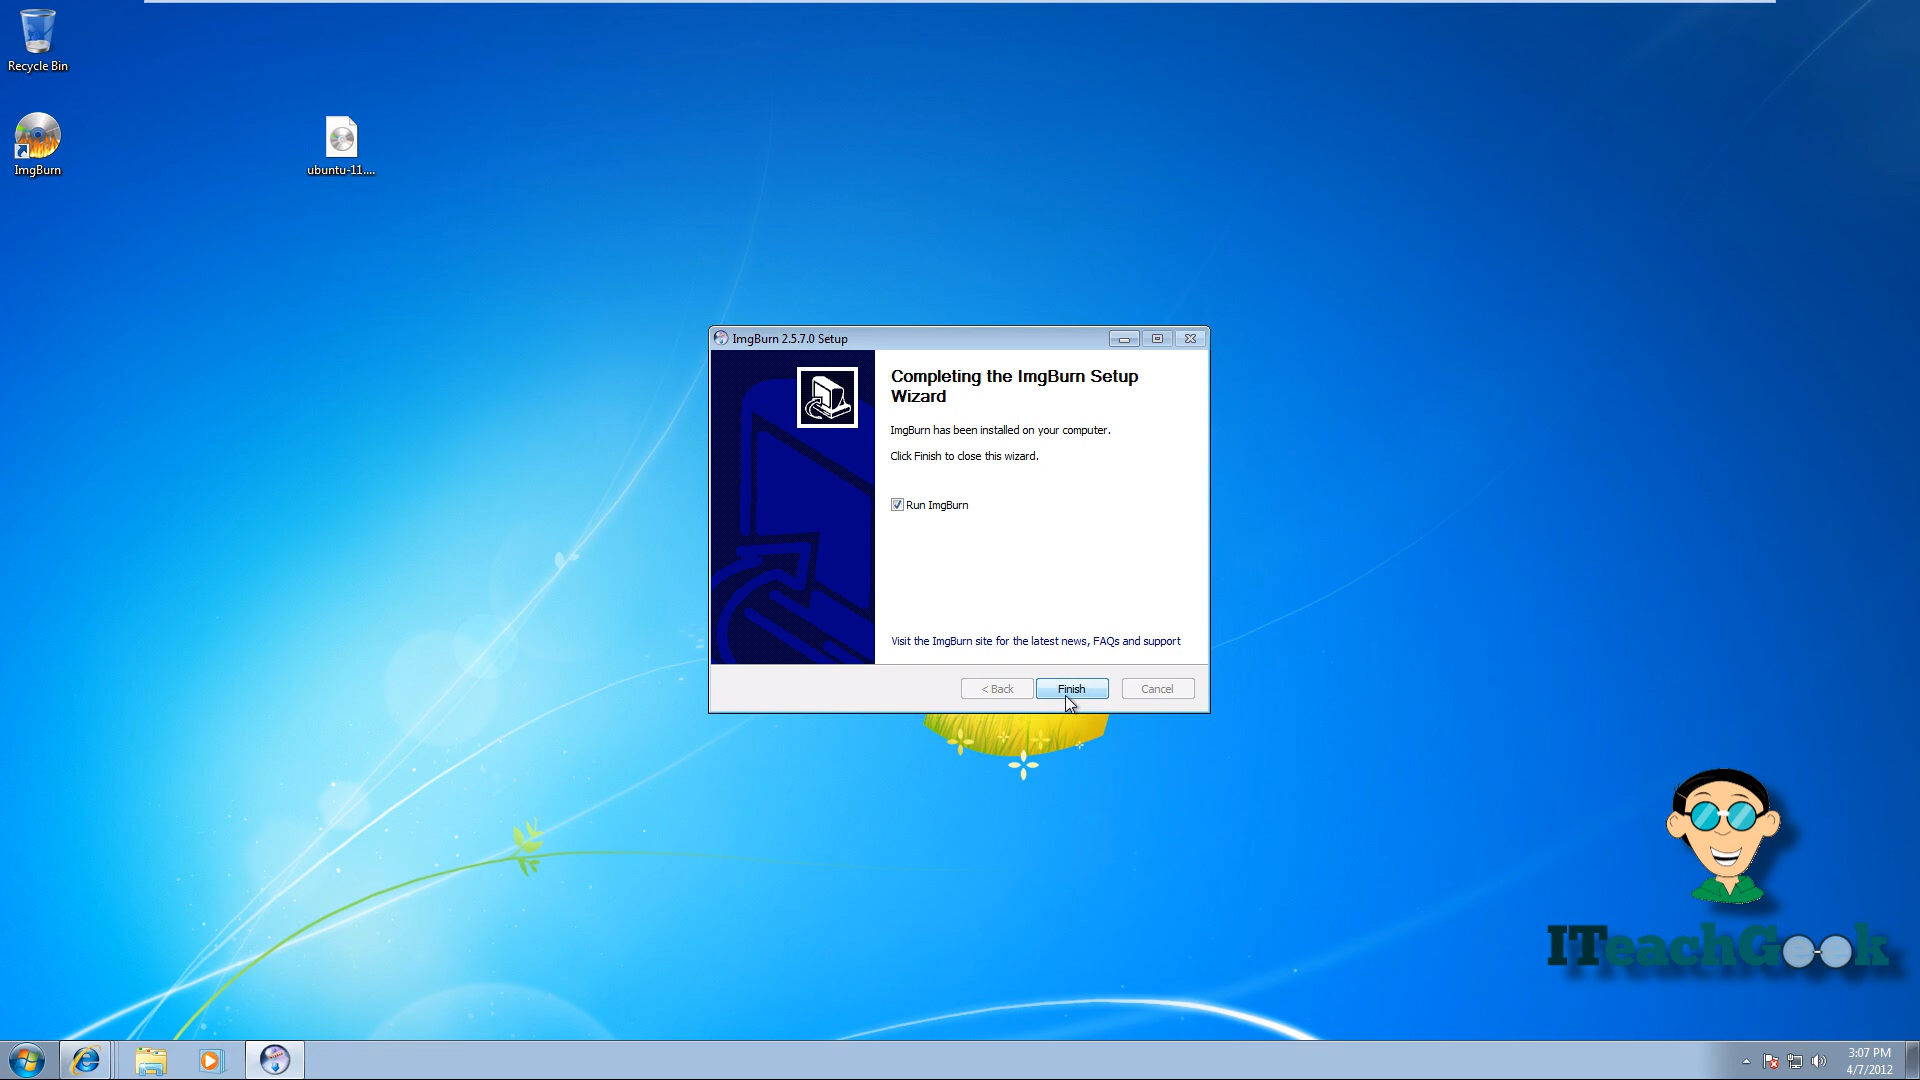 Recycle Bin
ImgBurn
ubuntu-11....
ImgBurn 2.5.7.0 Setup
Completing the ImgBurn Setup
Wizard
ImgBurn has been installed on your computer.
Click Finish to close this wizard.
Run ImgBurn
Visit the ImgBurn site for the latest news, FAQs and support
< Back
Finish
Cancel
ITeachGeek
3:07 PM
4/7/2012